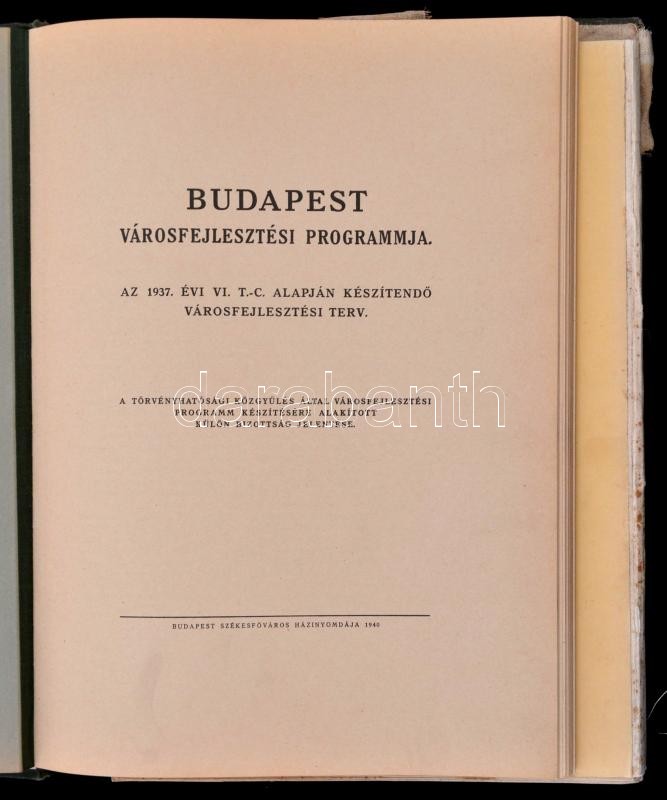 BUDAPEST
VÁROSFEJLESZTÉSI PROGRAMMJA.
AZ 1937. ÉVI VI. T.-C. ALAPJÁN KÉSZÍTENDŐ
VÁROSFEJLESZTÉSI TERV.
A TÖRVÉNYHATÓSÁGI KÖZGYŰLÉS ÁLTAL VÁROSFEJLESZTÉSI
PROGRAMM KÉSZÍTÉSÉRE ALAKÍTOTT
KÜLÖN BIZOTTSÁG JELENTÉSE.
darabanth
BUDAPEST SZÉKESFŐVÁROS HÁZINYOMDÁJA 1940